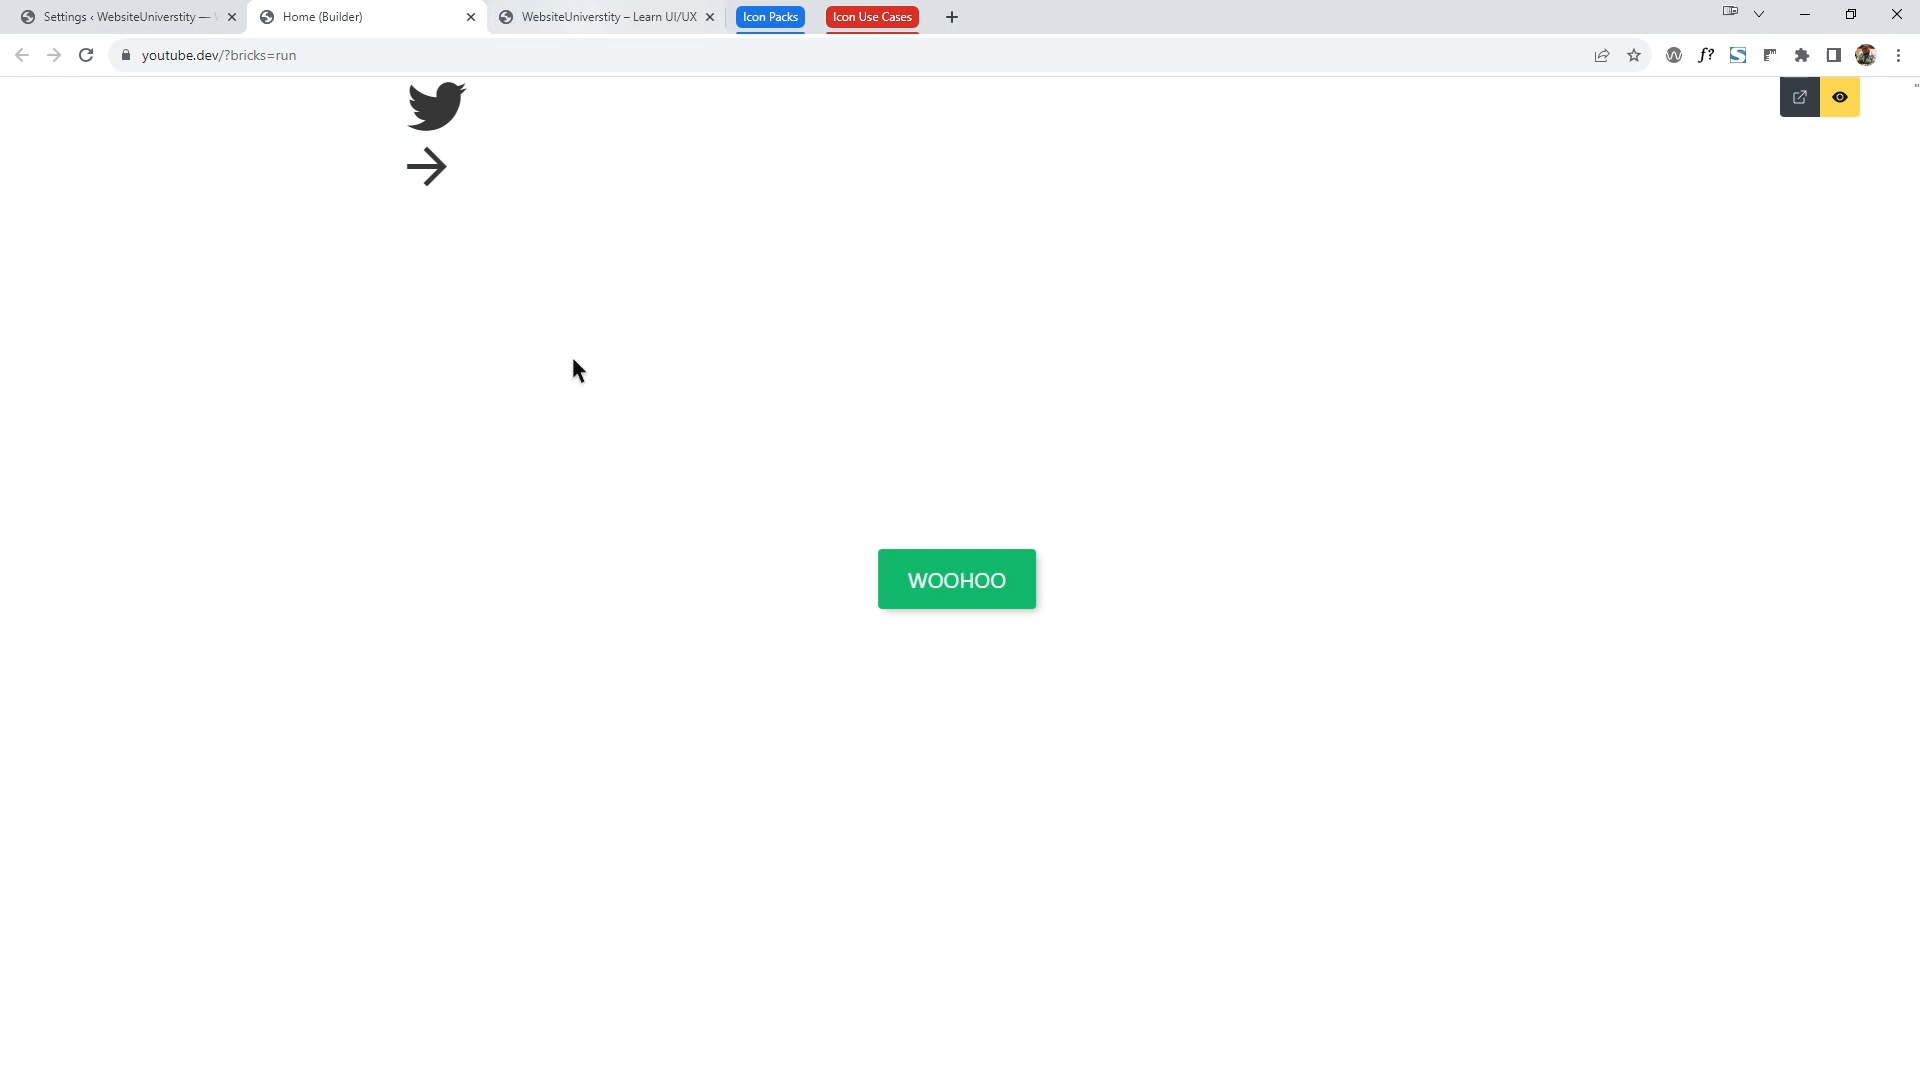 Settings ‹ WebsiteUniverstity —
Home (Builder)
WebsiteUniverstity – Learn UI/UX
Icon Packs
Icon Use Cases
youtube.dev/?bricks=run
f?
WOOHOO